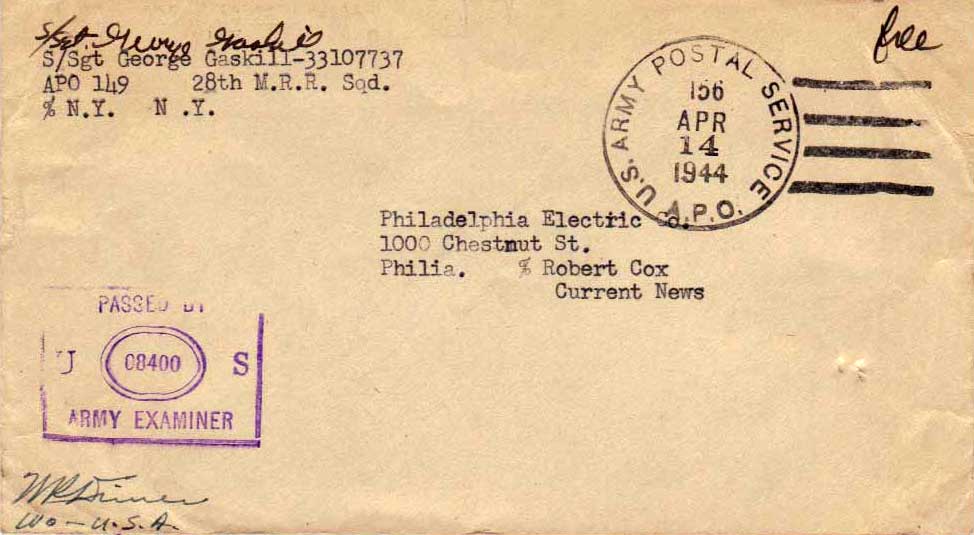 S/Sgt. George Gaskill
S/Sgt George Gaskill-33107737
APO 149 28th M.R.R. Sqd.
% N.Y. N .Y.
free
U.S. ARMY POSTAL SERVICE
156
APR
14
1944
A.P.O.
Philadelphia Electric Co.
1000 Chestnut St.
Philia. % Robert Cox
Current News
PASSED BY
U 08400 S
ARMY EXAMINER
WO - U.S.A.